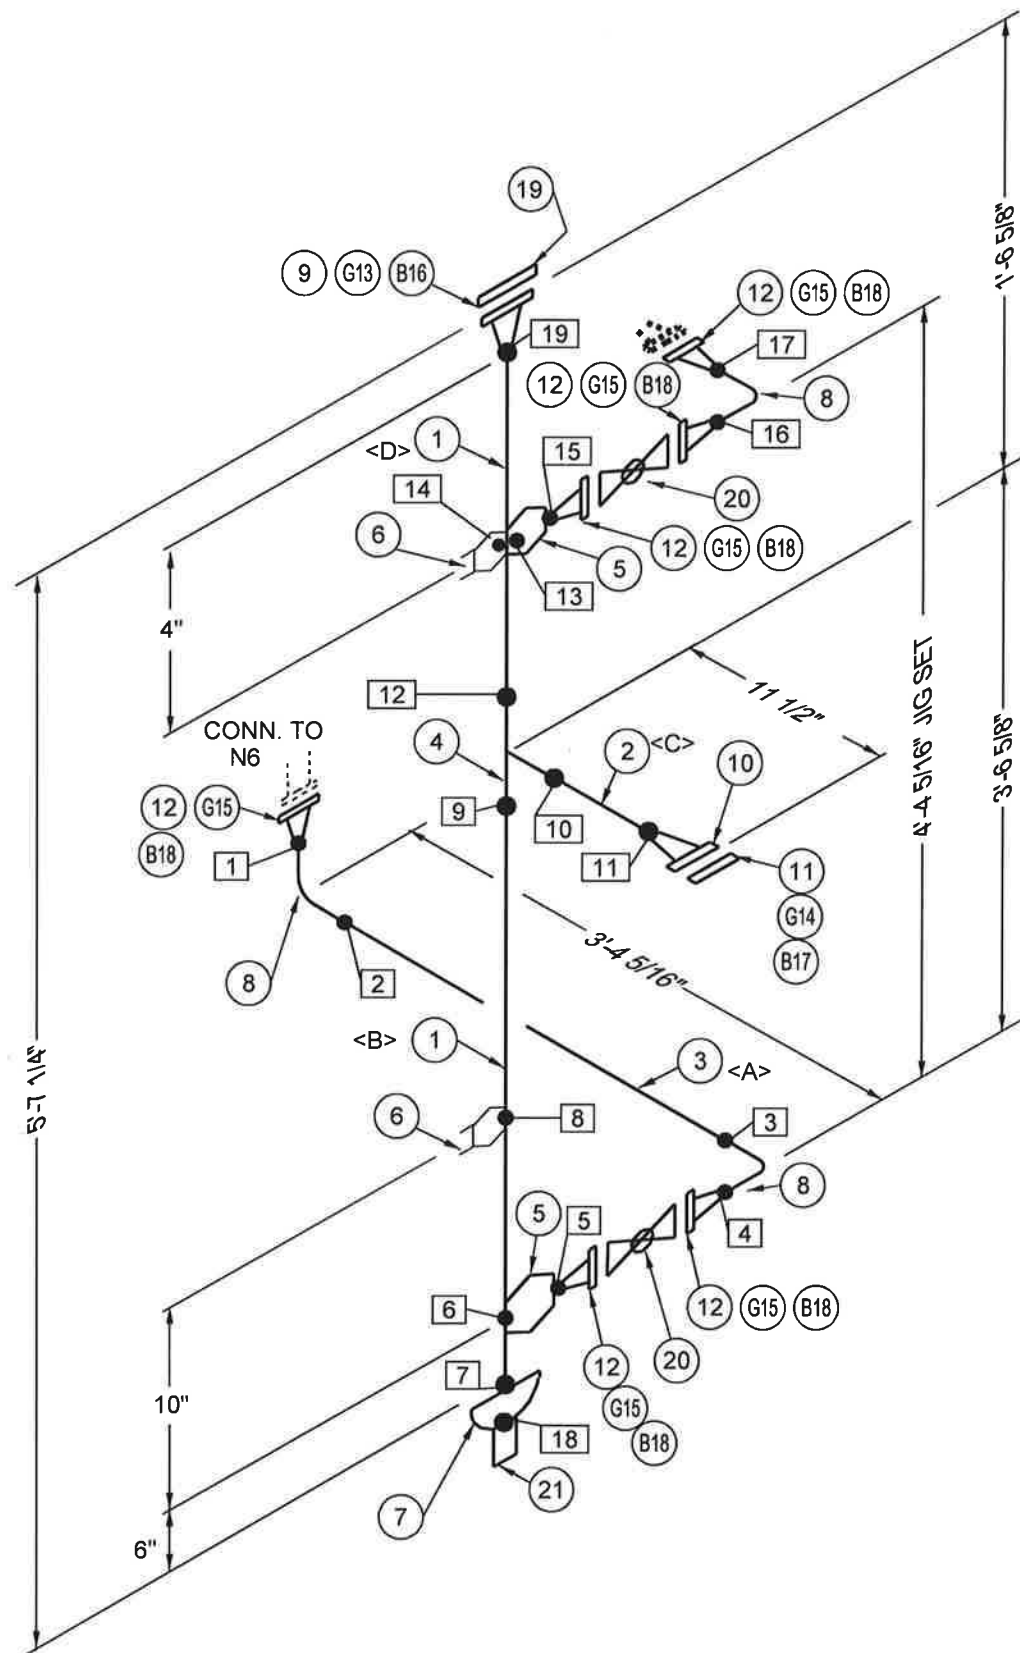 19
9 G13 B16
12 G15 B18
19
17
1'-6 5/8"
12 G15 B18
8
<D> 1
16
15
14
20
6
12 G15 B18
5
13
4"
12
11 1/2"
4'-4 5/16" JIG SET
CONN. TO
N6
4
2 <C>
10
3'-6 5/8"
12 G15
9
10
B18
1
11
11
G14
3'-4 5/16"
B17
8
2
<B> 1
3 <A>
5'-7 1/4"
6
8
3
8
5
5
4
6
12 G15 B18
7
12
20
10"
G15
18
B18
21
7
6"